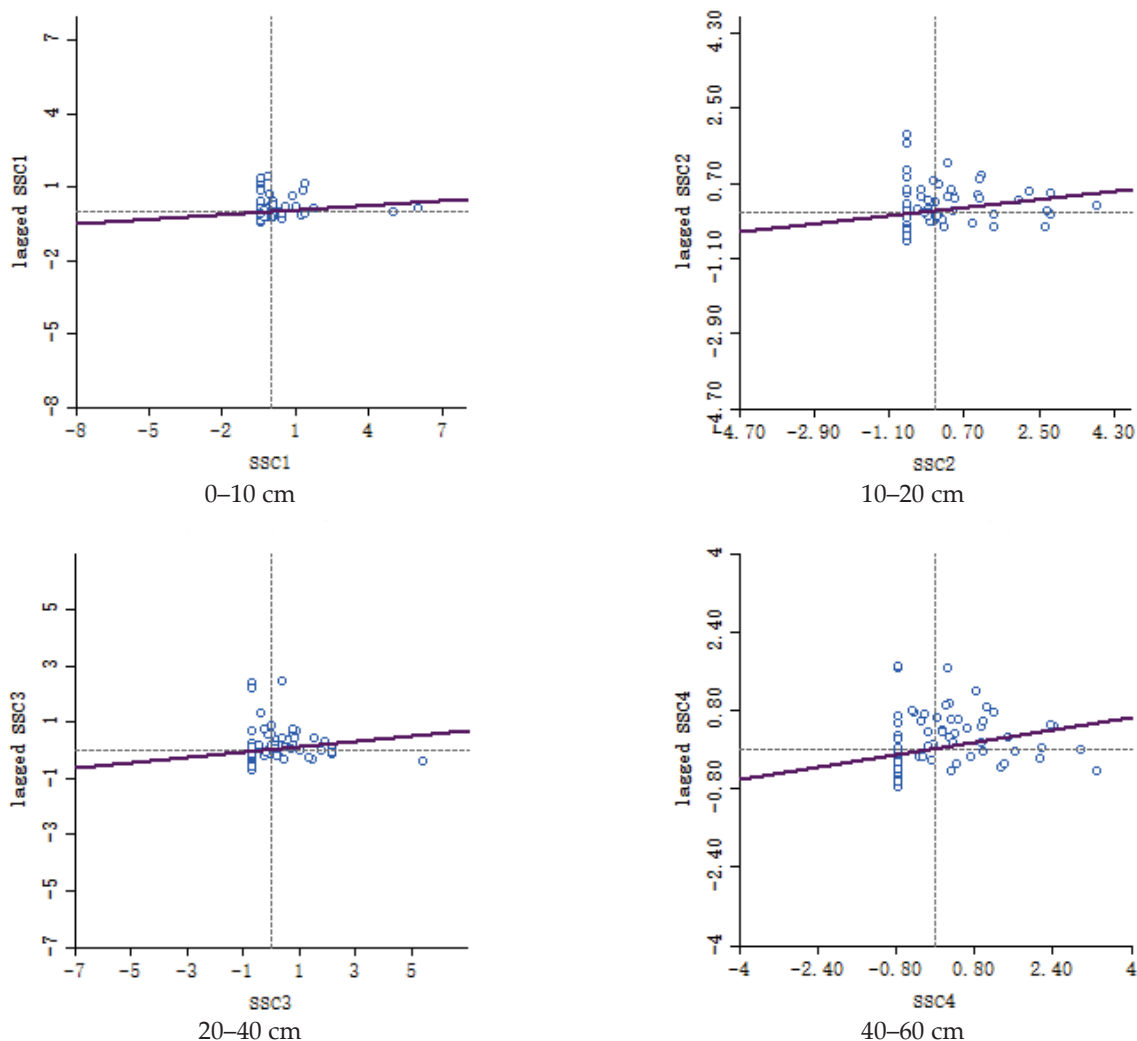 7
4
1
-2
-5
-8
lagged SSC1
-8 -5 -2 1 4 7
SSC1
0–10 cm
4.30
2.50
0.70
-1.10
-2.90
-4.70
lagged SSC2
-4.70 -2.90 -1.10 0.70 2.50 4.30
SSC2
10–20 cm
5
3
1
-1
-3
-5
-7
lagged SSC3
-7 -5 -3 -1 1 3 5
SSC3
20–40 cm
4
2.40
0.80
-0.80
-2.40
-4
lagged SSC4
-4 -2.40 -0.80 0.80 2.40 4
SSC4
40–60 cm